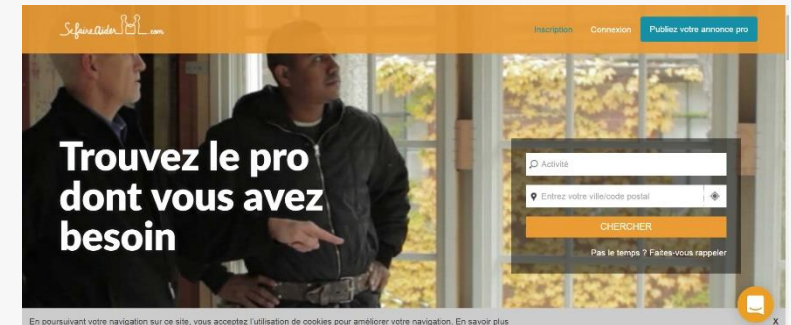 Sefaireaider .com
Inscription
Connexion
Publiez votre annonce pro
Trouvez le pro
dont vous avez
besoin
Activité
Entrez votre ville/code postal
CHERCHER
Pas le temps ? Faites-vous rappeler
En poursuivant votre navigation sur ce site, vous acceptez l'utilisation de cookies pour améliorer votre navigation. En savoir plus
X